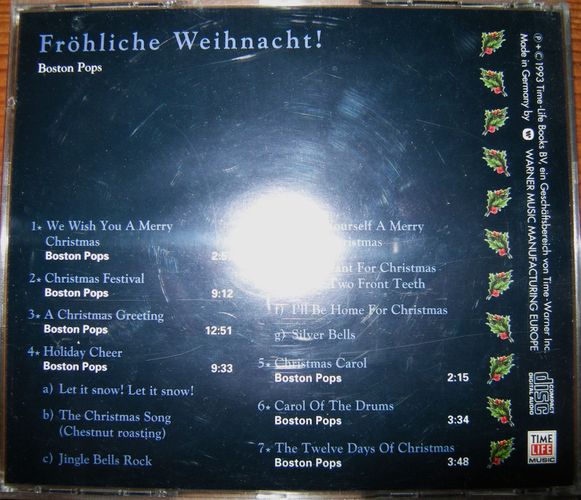 Fröhliche Weihnacht!
Boston Pops
1* We Wish You A Merry
Christmas
Boston Pops
2* Christmas Festival
Boston Pops 9:12
3* A Christmas Greeting
Boston Pops 12:51
4* Holiday Cheer
Boston Pops 9:33
a) Let it snow! Let it snow!
b) The Christmas Song
(Chestnut roasting)
c) Jingle Bells Rock
A Merry
For Christmas
Two Front Teeth
f) I'll Be Home For Christmas
g) Silver Bells
5* Christmas Carol
Boston Pops 2:15
6* Carol Of The Drums
Boston Pops 3:34
7* The Twelve Days Of Christmas
Boston Pops 3:48
℗ + © 1993 Time-Life Books BV, ein Geschäftsbereich von Time Warner Inc.
Made in Germany by WARNER MUSIC MANUFACTURING EUROPE
COMPACT
disc
DIGITAL AUDIO
TIME
LIFE
MUSIC